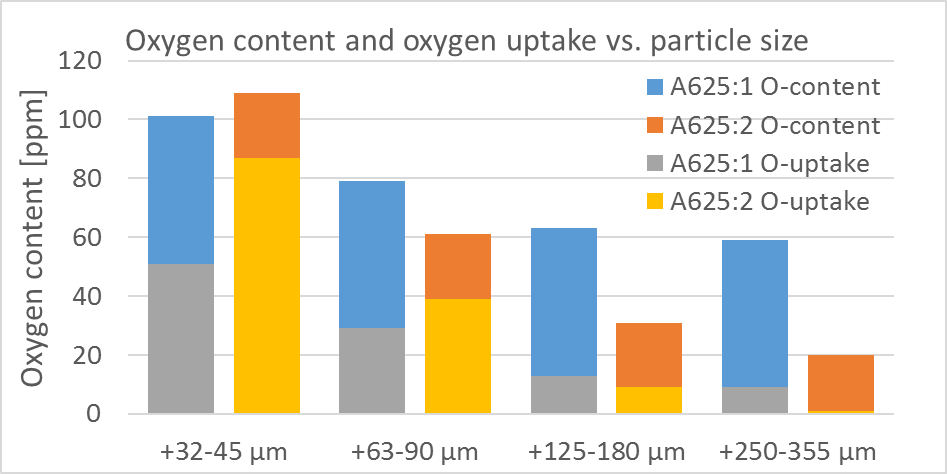 Oxygen content and oxygen uptake vs. particle size
Oxygen content [ppm]
120
100
80
60
40
20
0
A625:1 O-content
A625:2 O-content
A625:1 O-uptake
A625:2 O-uptake
+32-45 µm
+63-90 µm
+125-180 µm
+250-355 µm